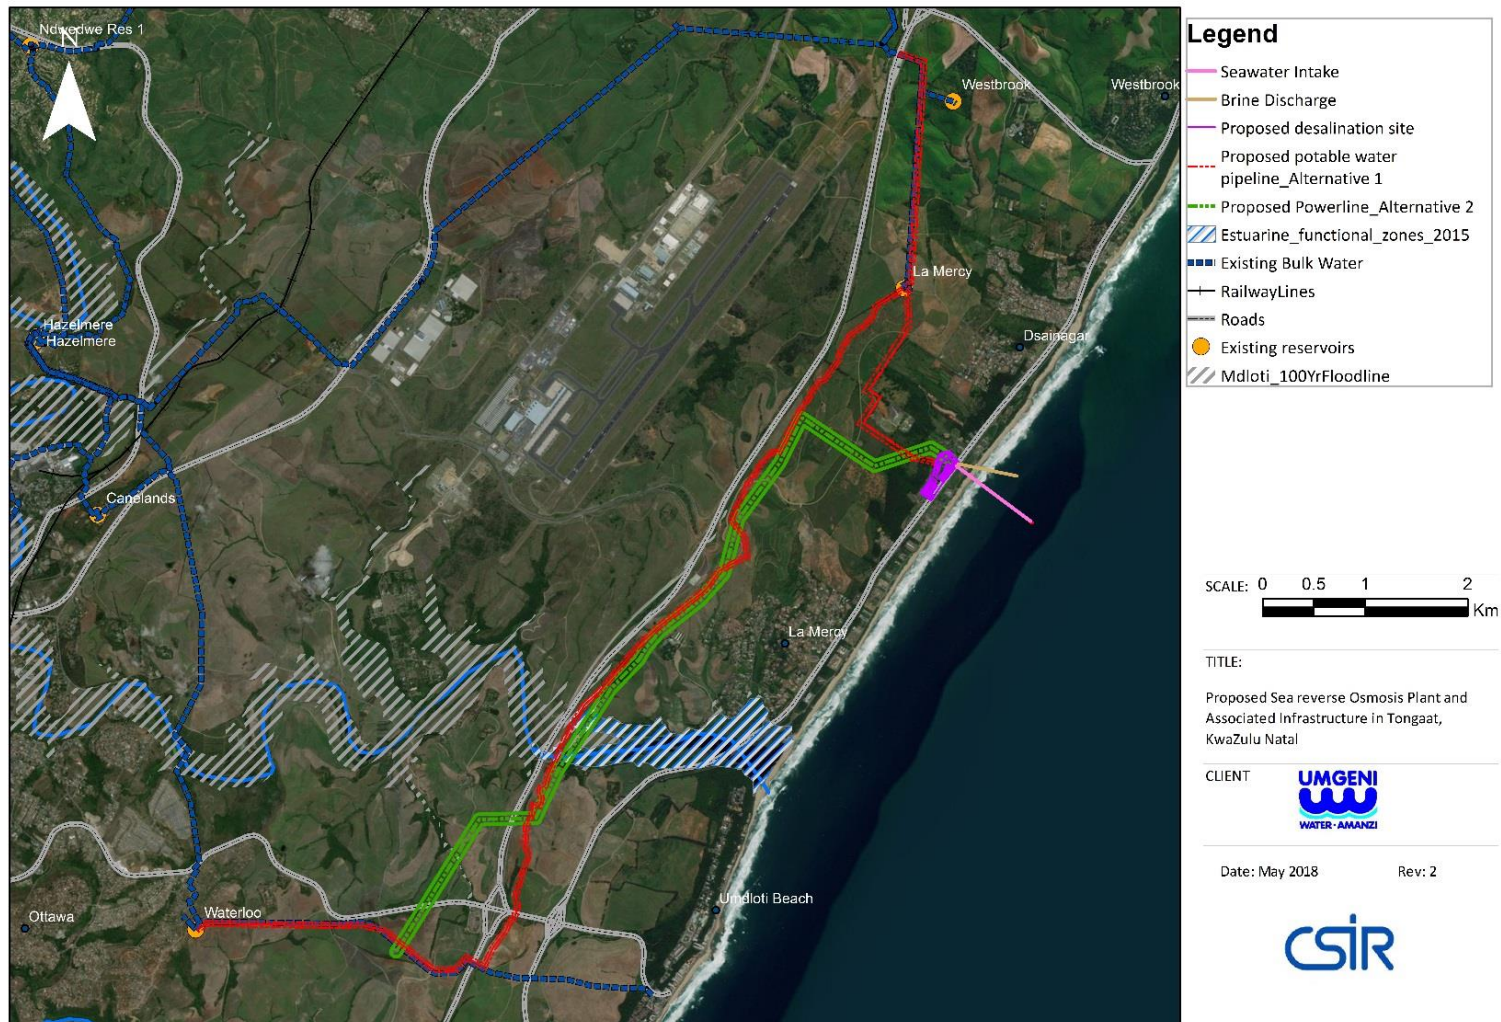 Ndwedwe Res 1
N
Westbrook
Westbrook
La Mercy
Hazelmere
Hazelmere
Dsainagar
Canelands
La Mercy
Ottawa
Waterloo
Umdloti Beach
Legend
Seawater Intake
Brine Discharge
Proposed desalination site
Proposed potable water
pipeline_Alternative 1
Proposed Powerline_Alternative 2
Estuarine_functional_zones_2015
Existing Bulk Water
RailwayLines
Roads
Existing reservoirs
Mdloti_100YrFloodline
SCALE: 0 0.5 1 2
Km
TITLE:
Proposed Sea reverse Osmosis Plant and
Associated Infrastructure in Tongaat,
KwaZulu Natal
CLIENT
UMGENI
WATER·AMANZI
Date: May 2018 Rev: 2
CSIR